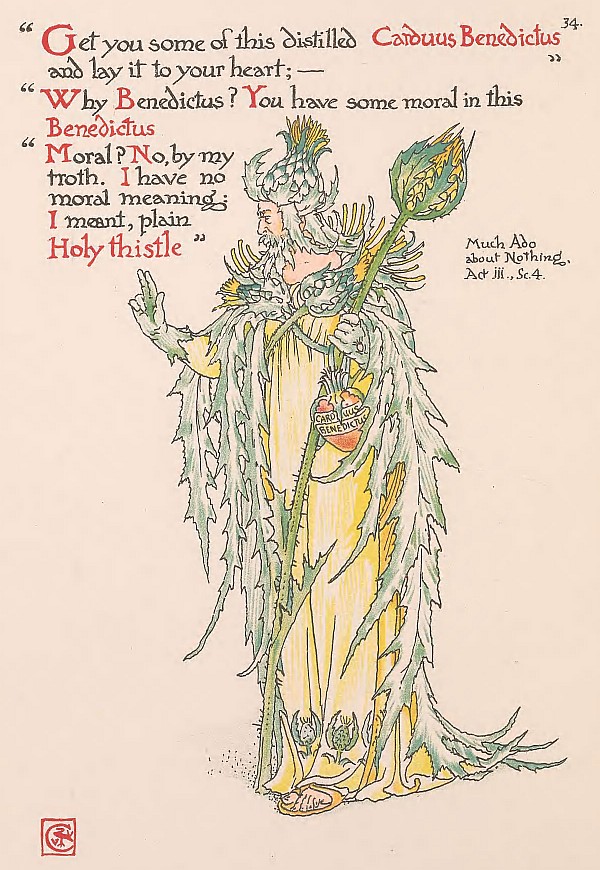 34.
“ Get you some of this distilled Carduus Benedictus
and lay it to your heart; — ”
“ Why Benedictus? You have some moral in this
Benedictus
“ Moral? No, by my
troth. I have no
moral meaning;
I meant, plain
Holy thistle ”
Much Ado
about Nothing,
Act iii., Sc. 4.
CARDUUS
BENEDICTUS